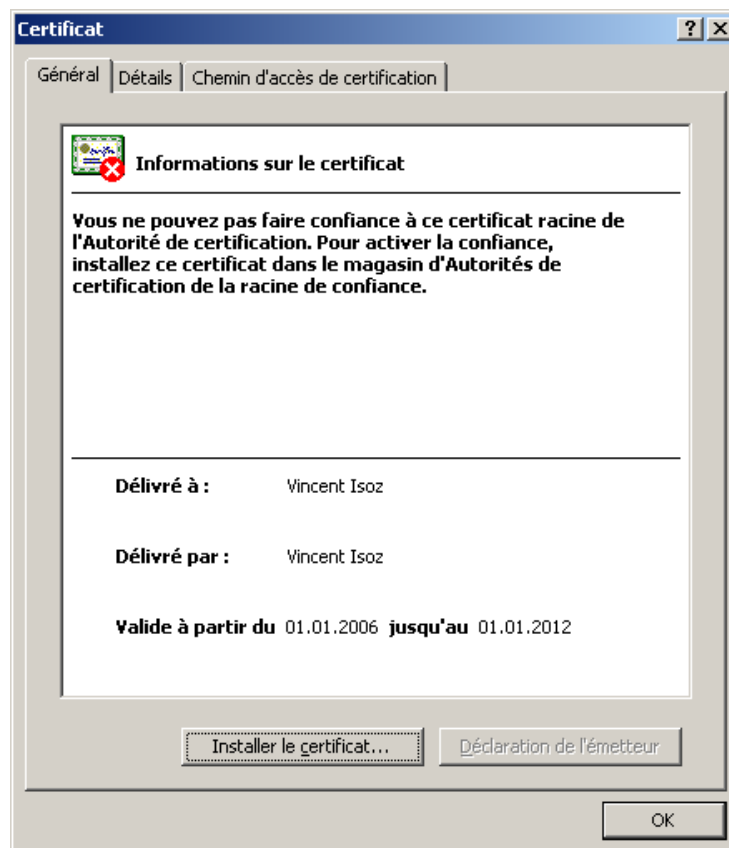 Certificat
Général Détails Chemin d'accès de certification
Informations sur le certificat
Vous ne pouvez pas faire confiance à ce certificat racine de
l'Autorité de certification. Pour activer la confiance,
installez ce certificat dans le magasin d'Autorités de
certification de la racine de confiance.
Délivré à : Vincent Isoz
Délivré par : Vincent Isoz
Valide à partir du 01.01.2006 jusqu'au 01.01.2012
Installer le certificat... Déclaration de l'émetteur
OK